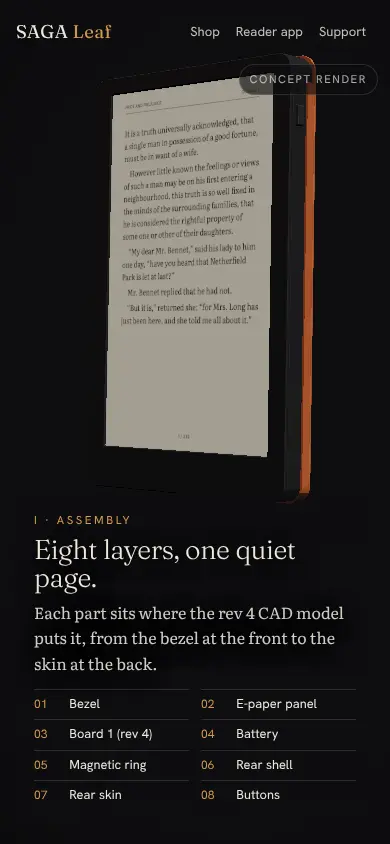 SAGA Leaf
Shop Reader app Support
CONCEPT RENDER
It is a truth universally acknowledged, that
a single man in possession of a good fortune,
must be in want of a wife.
However little known the feelings or views
of such a man may be on his first entering a
neighbourhood, this truth is so well fixed in
the minds of the surrounding families, that
he is considered the rightful property of
some one or other of their daughters.
“My dear Mr. Bennet,” said his lady to him
one day, “have you heard that Netherfield
Park is let at last?”
Mr. Bennet replied that he had not.
“But it is,” returned she; “for Mrs. Long has
just been here, and she told me all about it.”
I · ASSEMBLY
Eight layers, one quiet
page.
Each part sits where the rev 4 CAD model
puts it, from the bezel at the front to the
skin at the back.
01 Bezel
02 E-paper panel
03 Board 1 (rev 4)
04 Battery
05 Magnetic ring
06 Rear shell
07 Rear skin
08 Buttons